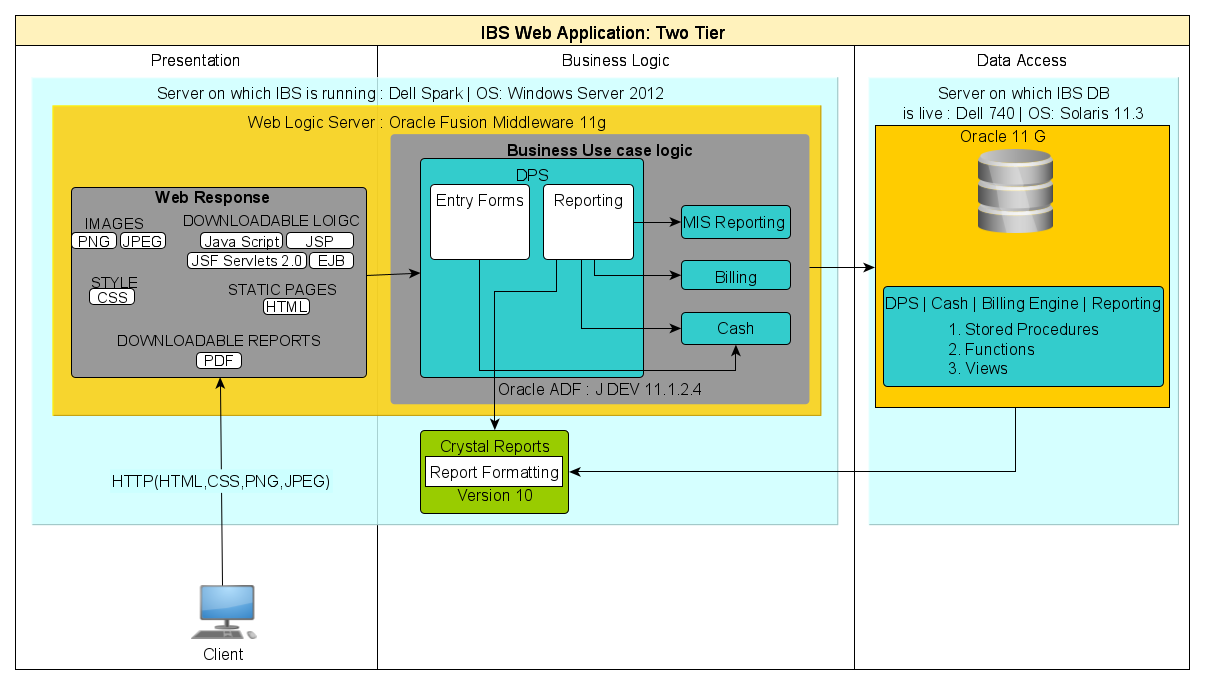 IBS Web Application: Two Tier
Presentation
Business Logic
Data Access
Server on which IBS is running : Dell Spark | OS: Windows Server 2012
Web Logic Server : Oracle Fusion Middleware 11g
Web Response
IMAGES
PNG
JPEG
DOWNLOADABLE LOIGC
Java Script
JSP
JSF Servlets 2.0
EJB
STYLE
CSS
STATIC PAGES
HTML
DOWNLOADABLE REPORTS
PDF
Business Use case logic
DPS
Entry Forms
Reporting
MIS Reporting
Billing
Cash
Oracle ADF : J DEV 11.1.2.4
Crystal Reports
Report Formatting
Version 10
Server on which IBS DB
is live : Dell 740 | OS: Solaris 11.3
Oracle 11 G
DPS | Cash | Billing Engine | Reporting
1. Stored Procedures
2. Functions
3. Views
HTTP(HTML,CSS,PNG,JPEG)
Client